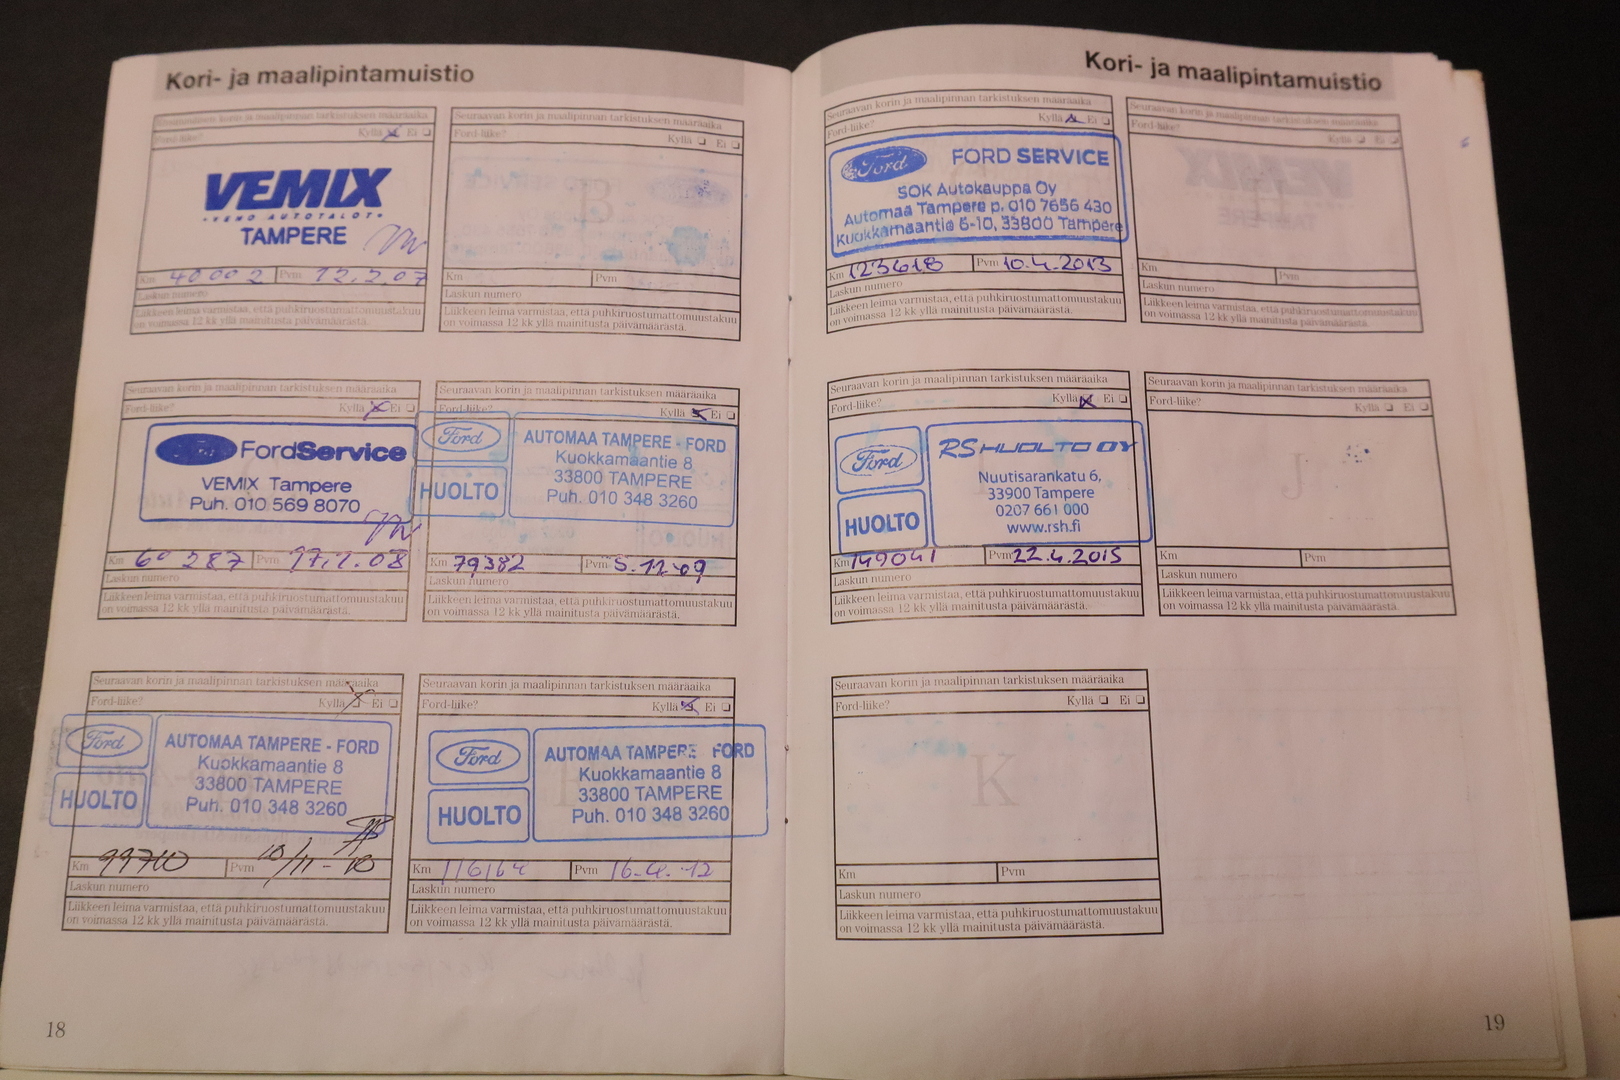 Kori- ja maalipintamuistio
Ford-liike? Kyllä Ei
VEMIX
VEHO AUTOTALOT
TAMPERE
Km 40002 Pvm 12.2.07
Laskun numero
Liikkeen leima varmistaa, että puhkiruostumattomuustakuu
on voimassa 12 kk yllä mainitusta päivämäärästä.
Seuraavan korin ja maalipinnan tarkistuksen määräaika
Ford-liike? Kyllä Ei
B
Km Pvm
Laskun numero
Liikkeen leima varmistaa, että puhkiruostumattomuustakuu
on voimassa 12 kk yllä mainitusta päivämäärästä.
Seuraavan korin ja maalipinnan tarkistuksen määräaika
Ford-liike? Kyllä Ei
FordService
VEMIX Tampere
Puh. 010 569 8070
Km 60 287 Pvm 17.1.08
Laskun numero
Liikkeen leima varmistaa, että puhkiruostumattomuustakuu
on voimassa 12 kk yllä mainitusta päivämäärästä.
Seuraavan korin ja maalipinnan tarkistuksen määräaika
Ford-liike? Kyllä Ei
Ford
HUOLTO
AUTOMAA TAMPERE - FORD
Kuokkamaantie 8
33800 TAMPERE
Puh. 010 348 3260
Km 79382 Pvm
Laskun numero
Liikkeen leima varmistaa, että puhkiruostumattomuustakuu
on voimassa 12 kk yllä mainitusta päivämäärästä.
Seuraavan korin ja maalipinnan tarkistuksen määräaika
Ford-liike? Kyllä Ei
Ford
HUOLTO
AUTOMAA TAMPERE - FORD
Kuokkamaantie 8
33800 TAMPERE
Puh. 010 348 3260
Km 99710 Pvm 10/11-10
Laskun numero
Liikkeen leima varmistaa, että puhkiruostumattomuustakuu
on voimassa 12 kk yllä mainitusta päivämäärästä.
Seuraavan korin ja maalipinnan tarkistuksen määräaika
Ford-liike? Kyllä Ei
Ford
HUOLTO
AUTOMAA TAMPERE FORD
Kuokkamaantie 8
33800 TAMPERE
Puh. 010 348 3260
Km 116164 Pvm 16.4.12
Laskun numero
Liikkeen leima varmistaa, että puhkiruostumattomuustakuu
on voimassa 12 kk yllä mainitusta päivämäärästä.
18
Kori- ja maalipintamuistio
Seuraavan korin ja maalipinnan tarkistuksen määräaika
Ford-liike? Kyllä Ei
Ford
FORD SERVICE
SOK Autokauppa Oy
Automaa Tampere p. 010 7656 430
Kuokkamaantie 6-10, 33800 Tampere
Km 123618 Pvm 10.4.2013
Laskun numero
Liikkeen leima varmistaa, että puhkiruostumattomuustakuu
on voimassa 12 kk yllä mainitusta päivämäärästä.
Seuraavan korin ja maalipinnan tarkistuksen määräaika
Ford-liike? Kyllä Ei
Km Pvm
Laskun numero
Liikkeen leima varmistaa, että puhkiruostumattomuustakuu
on voimassa 12 kk yllä mainitusta päivämäärästä.
Seuraavan korin ja maalipinnan tarkistuksen määräaika
Ford-liike? Kyllä Ei
Ford
HUOLTO
RS HUOLTO OY
Nuutisarankatu 6,
33900 Tampere
0207 661 000
www.rsh.fi
Km 149041 Pvm 22.4.2015
Laskun numero
Liikkeen leima varmistaa, että puhkiruostumattomuustakuu
on voimassa 12 kk yllä mainitusta päivämäärästä.
Seuraavan korin ja maalipinnan tarkistuksen määräaika
Ford-liike? Kyllä Ei
J
Km Pvm
Laskun numero
Liikkeen leima varmistaa, että puhkiruostumattomuustakuu
on voimassa 12 kk yllä mainitusta päivämäärästä.
Seuraavan korin ja maalipinnan tarkistuksen määräaika
Ford-liike? Kyllä Ei
K
Km Pvm
Laskun numero
Liikkeen leima varmistaa, että puhkiruostumattomuustakuu
on voimassa 12 kk yllä mainitusta päivämäärästä.
19